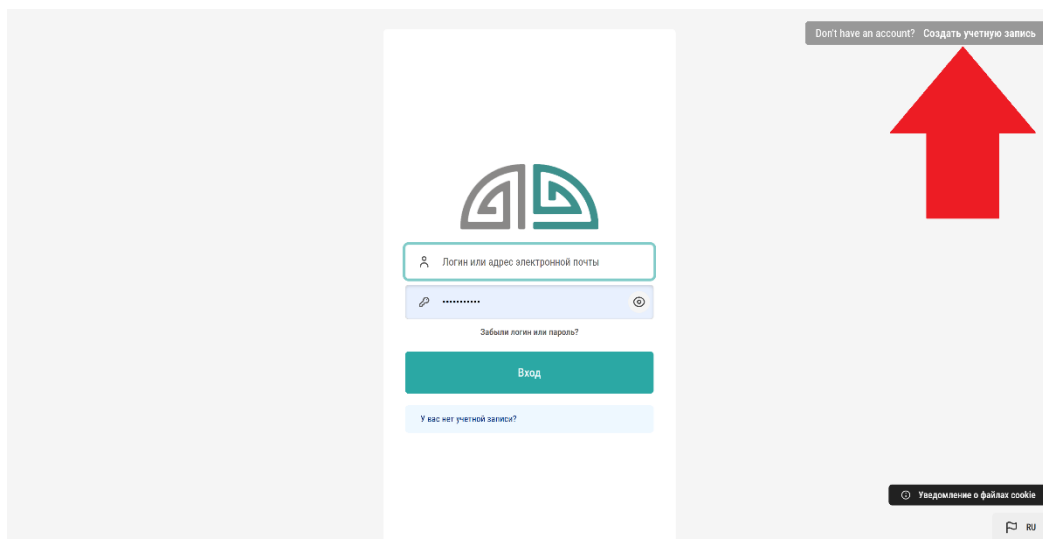 Don't have an account? Создать учетную запись
Логин или адрес электронной почты
•••••••••••
Забыли логин или пароль?
Вход
У вас нет учетной записи?
Уведомление о файлах cookie
RU